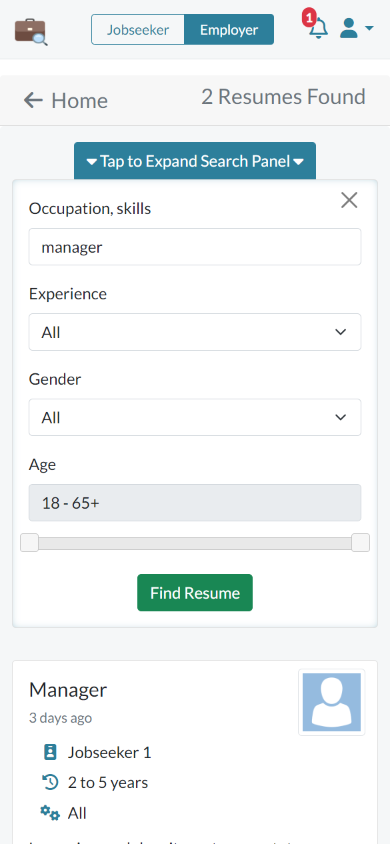 Jobseeker
Employer
1
Home
2 Resumes Found
Tap to Expand Search Panel
Occupation, skills
manager
Experience
All
Gender
All
Age
18 - 65+
Find Resume
Manager
3 days ago
Jobseeker 1
2 to 5 years
All